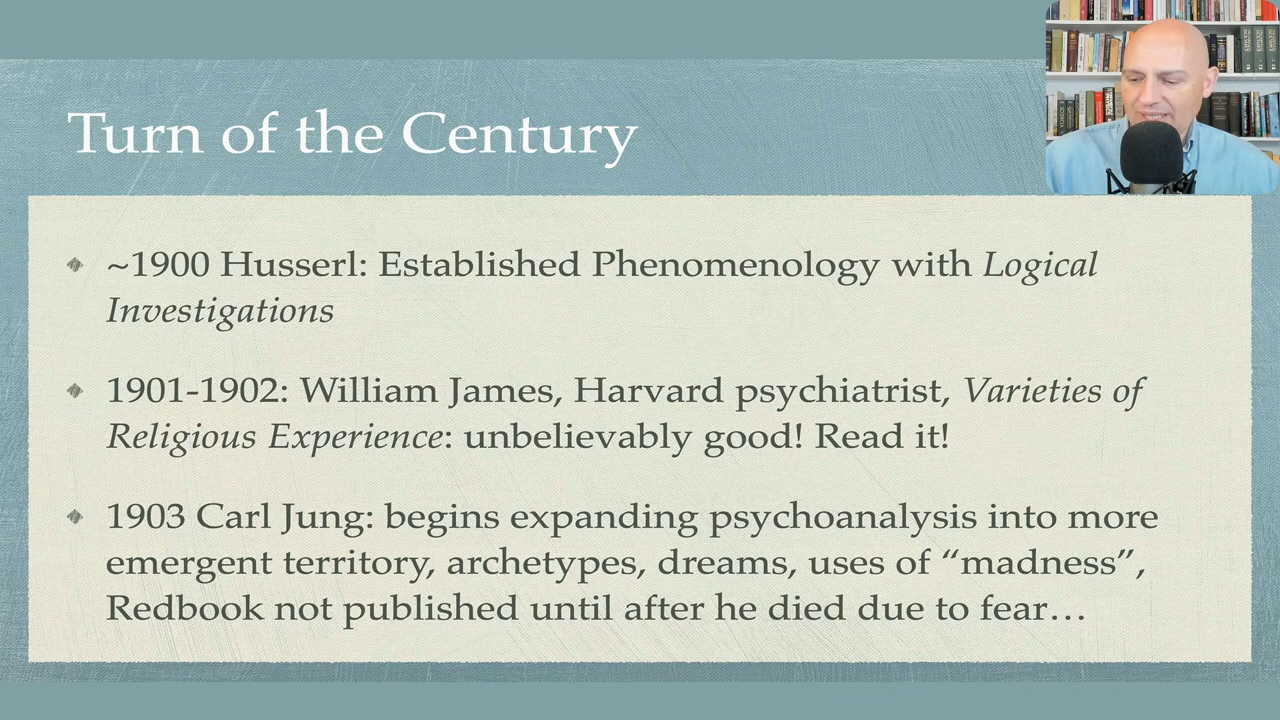 Turn of the Century
~1900 Husserl: Established Phenomenology with Logical
Investigations
1901-1902: William James, Harvard psychiatrist, Varieties of
Religious Experience: unbelievably good! Read it!
1903 Carl Jung: begins expanding psychoanalysis into more
emergent territory, archetypes, dreams, uses of “madness”,
Redbook not published until after he died due to fear…